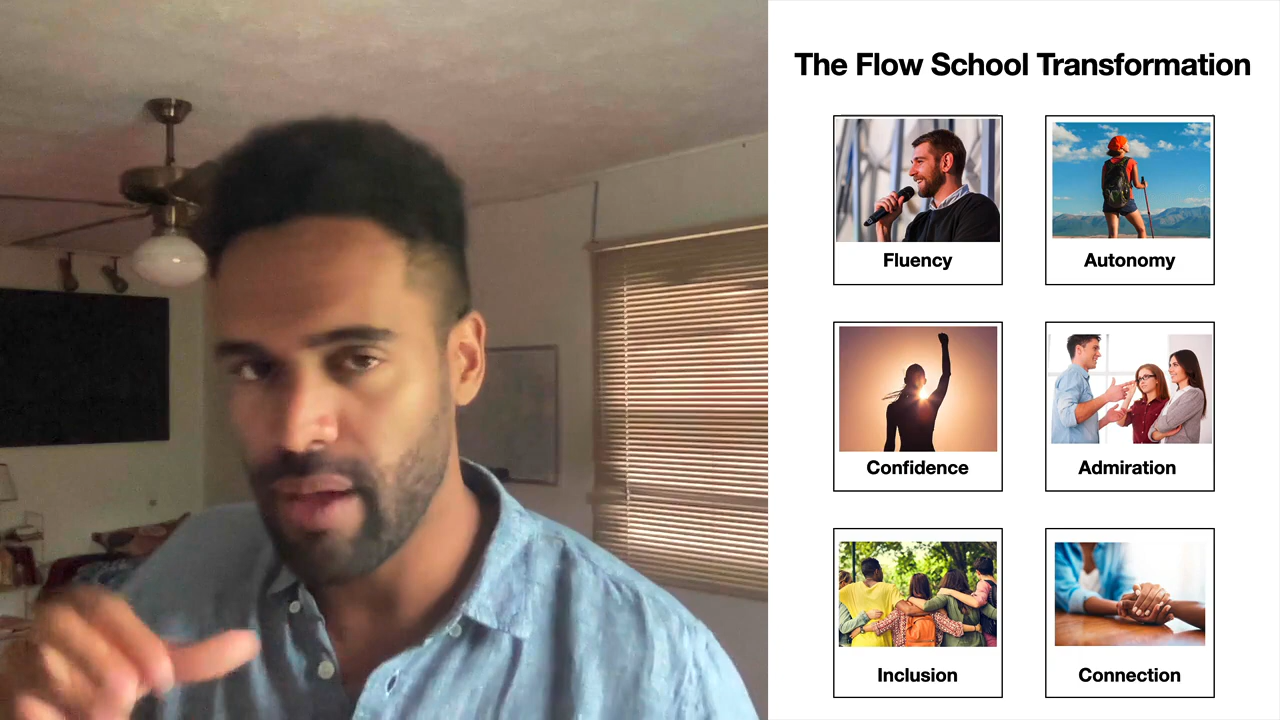 The Flow School Transformation
Fluency
Autonomy
Confidence
Admiration
Inclusion
Connection